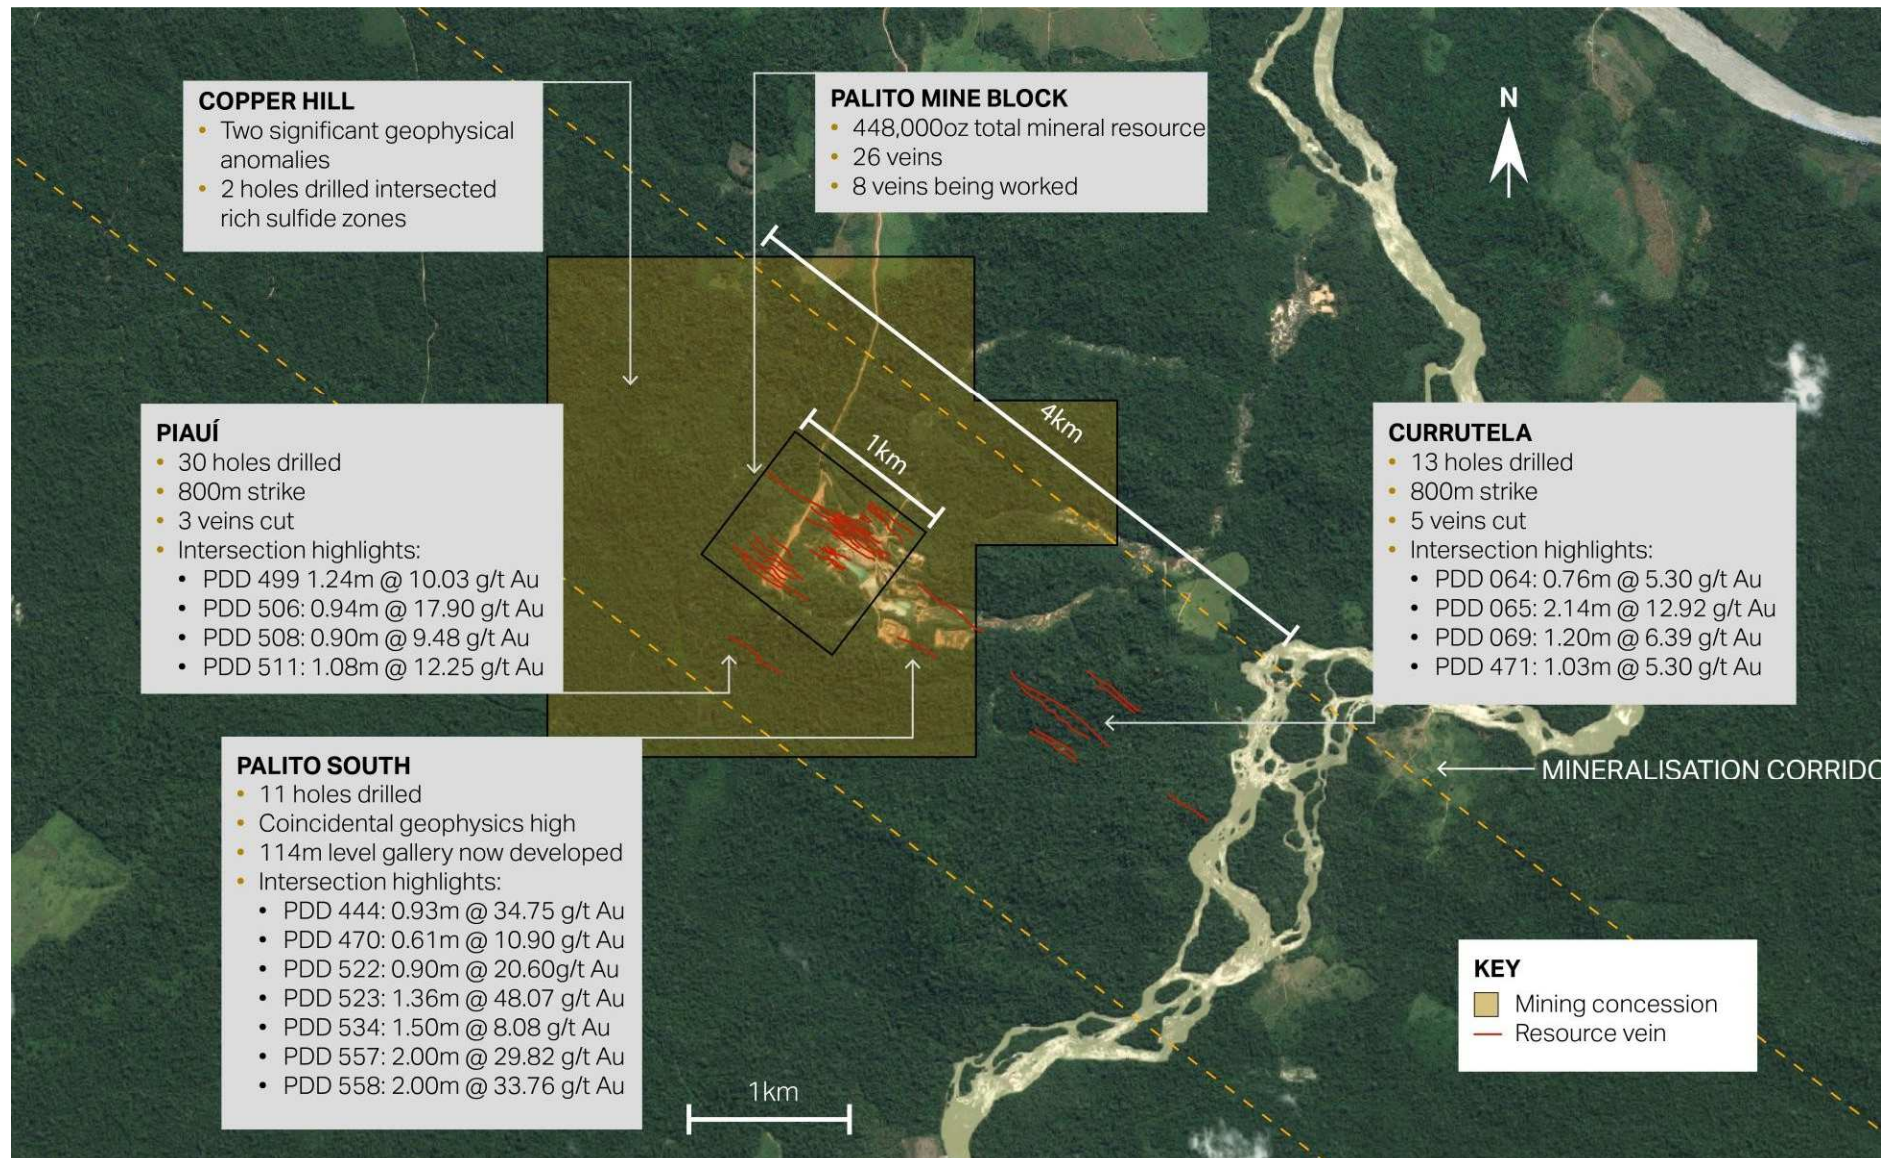 COPPER HILL
• Two significant geophysical
anomalies
• 2 holes drilled intersected
rich sulfide zones
PALITO MINE BLOCK
• 448,000oz total mineral resource
• 26 veins
• 8 veins being worked
N
4km
1km
PIAUÍ
• 30 holes drilled
• 800m strike
• 3 veins cut
• Intersection highlights:
• PDD 499 1.24m @ 10.03 g/t Au
• PDD 506: 0.94m @ 17.90 g/t Au
• PDD 508: 0.90m @ 9.48 g/t Au
• PDD 511: 1.08m @ 12.25 g/t Au
CURRUTELA
• 13 holes drilled
• 800m strike
• 5 veins cut
• Intersection highlights:
• PDD 064: 0.76m @ 5.30 g/t Au
• PDD 065: 2.14m @ 12.92 g/t Au
• PDD 069: 1.20m @ 6.39 g/t Au
• PDD 471: 1.03m @ 5.30 g/t Au
PALITO SOUTH
• 11 holes drilled
• Coincidental geophysics high
• 114m level gallery now developed
• Intersection highlights:
• PDD 444: 0.93m @ 34.75 g/t Au
• PDD 470: 0.61m @ 10.90 g/t Au
• PDD 522: 0.90m @ 20.60g/t Au
• PDD 523: 1.36m @ 48.07 g/t Au
• PDD 534: 1.50m @ 8.08 g/t Au
• PDD 557: 2.00m @ 29.82 g/t Au
• PDD 558: 2.00m @ 33.76 g/t Au
MINERALISATION CORRIDO
1km
KEY
Mining concession
Resource vein